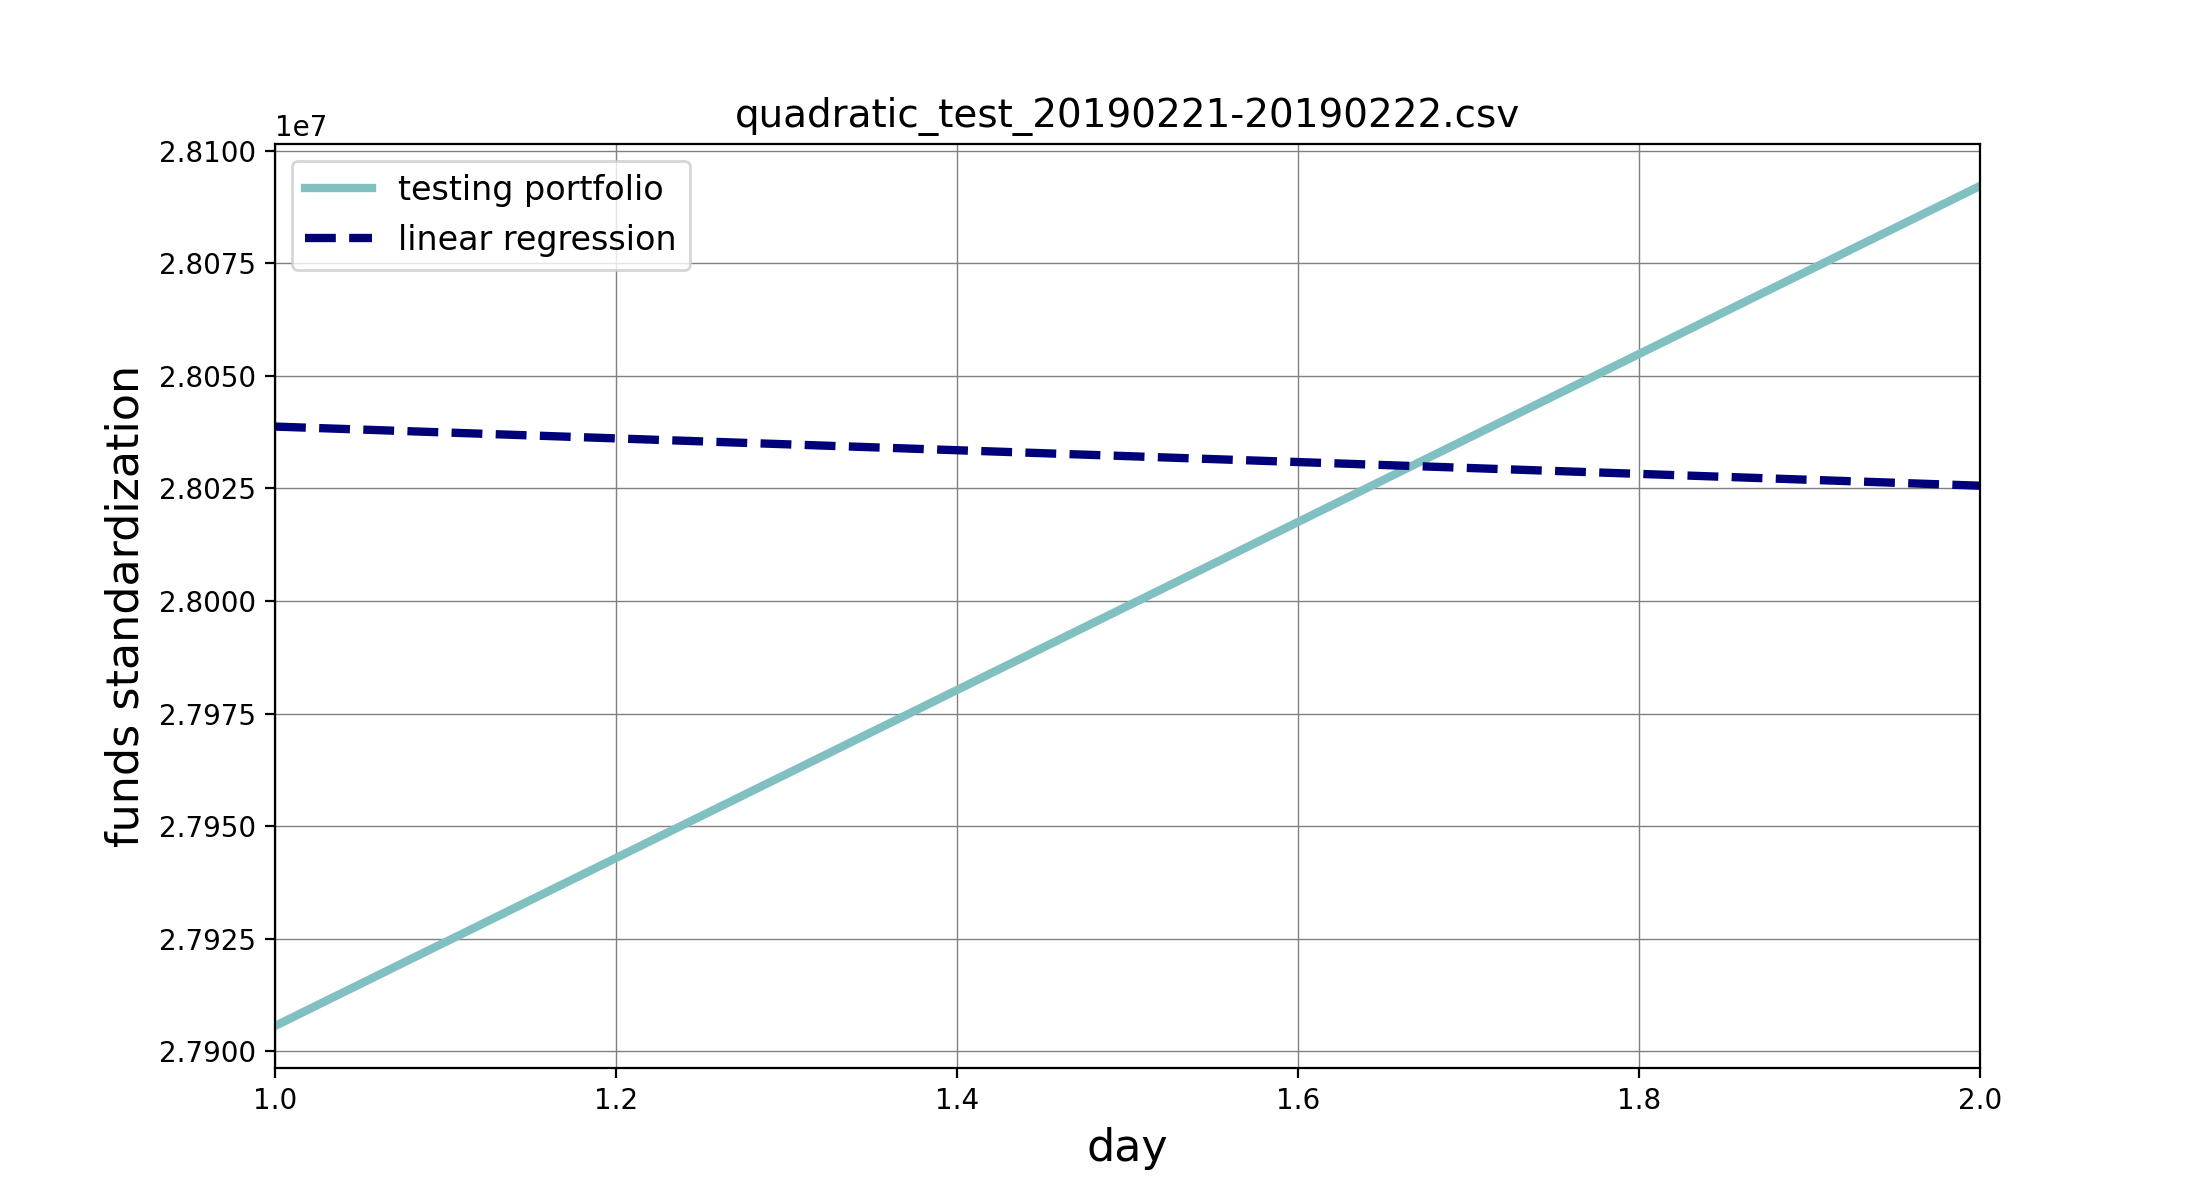 quadratic_test_20190221-20190222.csv
1e7
testing portfolio
linear regression
2.8100
2.8075
2.8050
2.8025
2.8000
2.7975
2.7950
2.7925
2.7900
funds standardization
1.0 1.2 1.4 1.6 1.8 2.0
day